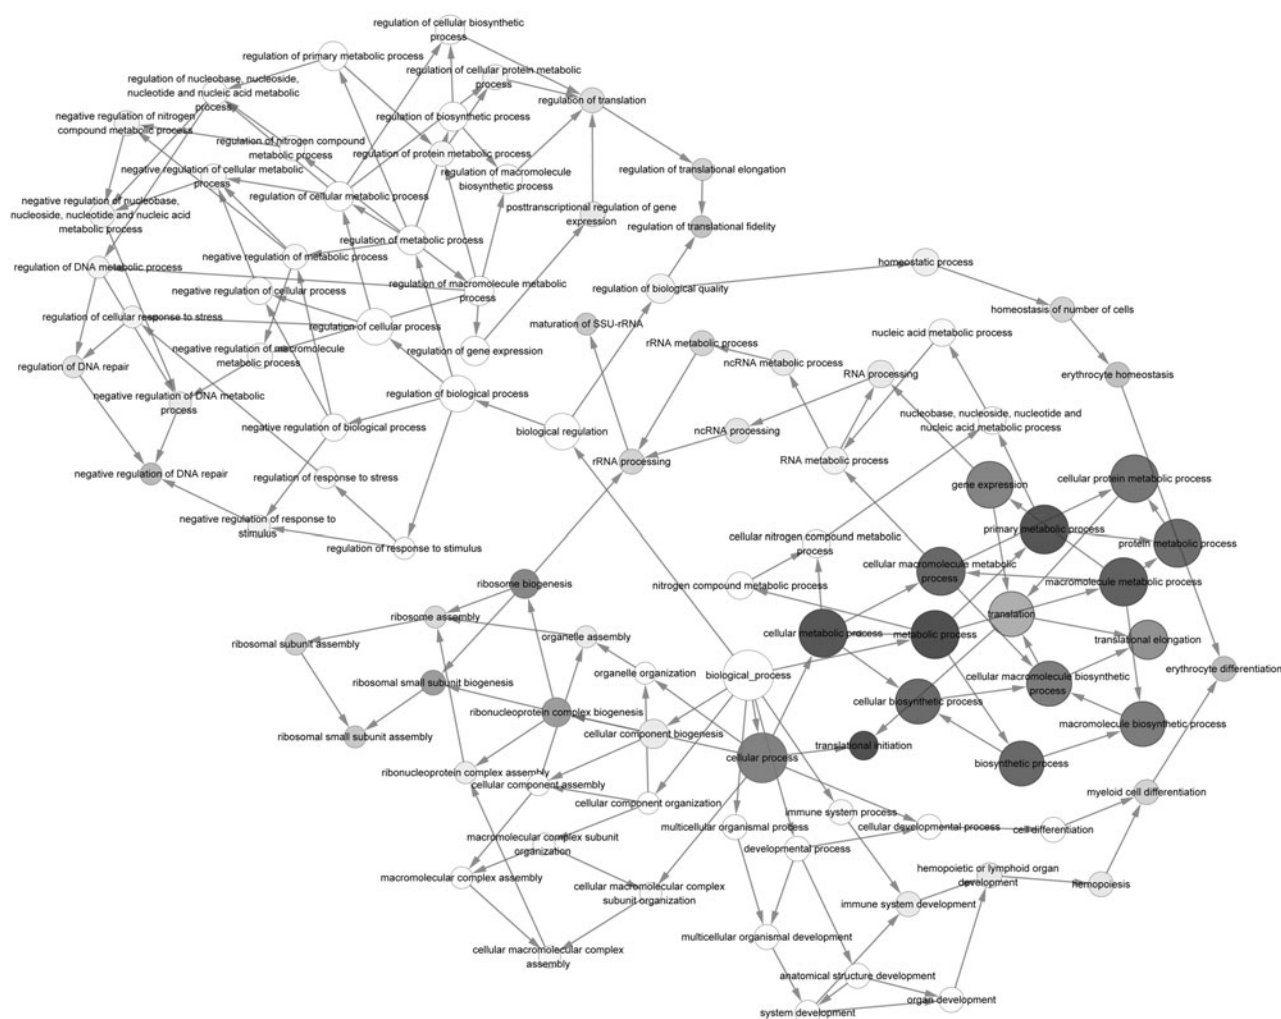 regulation of cellular biosynthetic
process
regulation of primary metabolic process
regulation of cellular protein metabolic
process
regulation of nucleobase, nucleoside,
nucleotide and nucleic acid metabolic
process
regulation of translation
negative regulation of nitrogen
compound metabolic process
regulation of biosynthetic process
regulation of nitrogen compound
metabolic process
regulation of protein metabolic process
regulation of macromolecule
biosynthetic process
regulation of translational elongation
negative regulation of cellular metabolic
process
regulation of cellular metabolic process
negative regulation of nucleobase,
nucleoside, nucleotide and nucleic acid
metabolic process
posttranscriptional regulation of gene
expression
regulation of translational fidelity
regulation of metabolic process
negative regulation of metabolic process
regulation of DNA metabolic process
homeostatic process
regulation of macromolecule metabolic
process
regulation of biological quality
negative regulation of cellular process
homeostasis of number of cells
regulation of cellular response to stress
regulation of cellular process
maturation of SSU-rRNA
nucleic acid metabolic process
rRNA metabolic process
negative regulation of macromolecule
metabolic process
regulation of gene expression
ncRNA metabolic process
regulation of DNA repair
RNA processing
erythrocyte homeostasis
regulation of biological process
negative regulation of DNA metabolic
process
nucleobase, nucleoside, nucleotide and
nucleic acid metabolic process
negative regulation of biological process
biological regulation
ncRNA processing
RNA metabolic process
rRNA processing
negative regulation of DNA repair
regulation of response to stress
gene expression
cellular protein metabolic process
negative regulation of response to
stimulus
regulation of response to stimulus
cellular nitrogen compound metabolic
process
primary metabolic process
protein metabolic process
cellular macromolecule metabolic
process
ribosome biogenesis
nitrogen compound metabolic process
macromolecule metabolic process
ribosome assembly
translation
organelle assembly
ribosomal subunit assembly
cellular metabolic process
metabolic process
translational elongation
organelle organization
biological_process
erythrocyte differentiation
ribosomal small subunit biogenesis
cellular macromolecule biosynthetic
process
cellular biosynthetic process
ribonucleoprotein complex biogenesis
macromolecule biosynthetic process
ribosomal small subunit assembly
cellular component biogenesis
translational initiation
cellular process
biosynthetic process
ribonucleoprotein complex assembly
cellular component assembly
myeloid cell differentiation
cellular component organization
immune system process
multicellular organismal process
cellular developmental process
cell differentiation
macromolecular complex subunit
organization
developmental process
hemopoietic or lymphoid organ
development
macromolecular complex assembly
hemopoiesis
cellular macromolecular complex
subunit organization
immune system development
multicellular organismal development
cellular macromolecular complex
assembly
anatomical structure development
organ development
system development